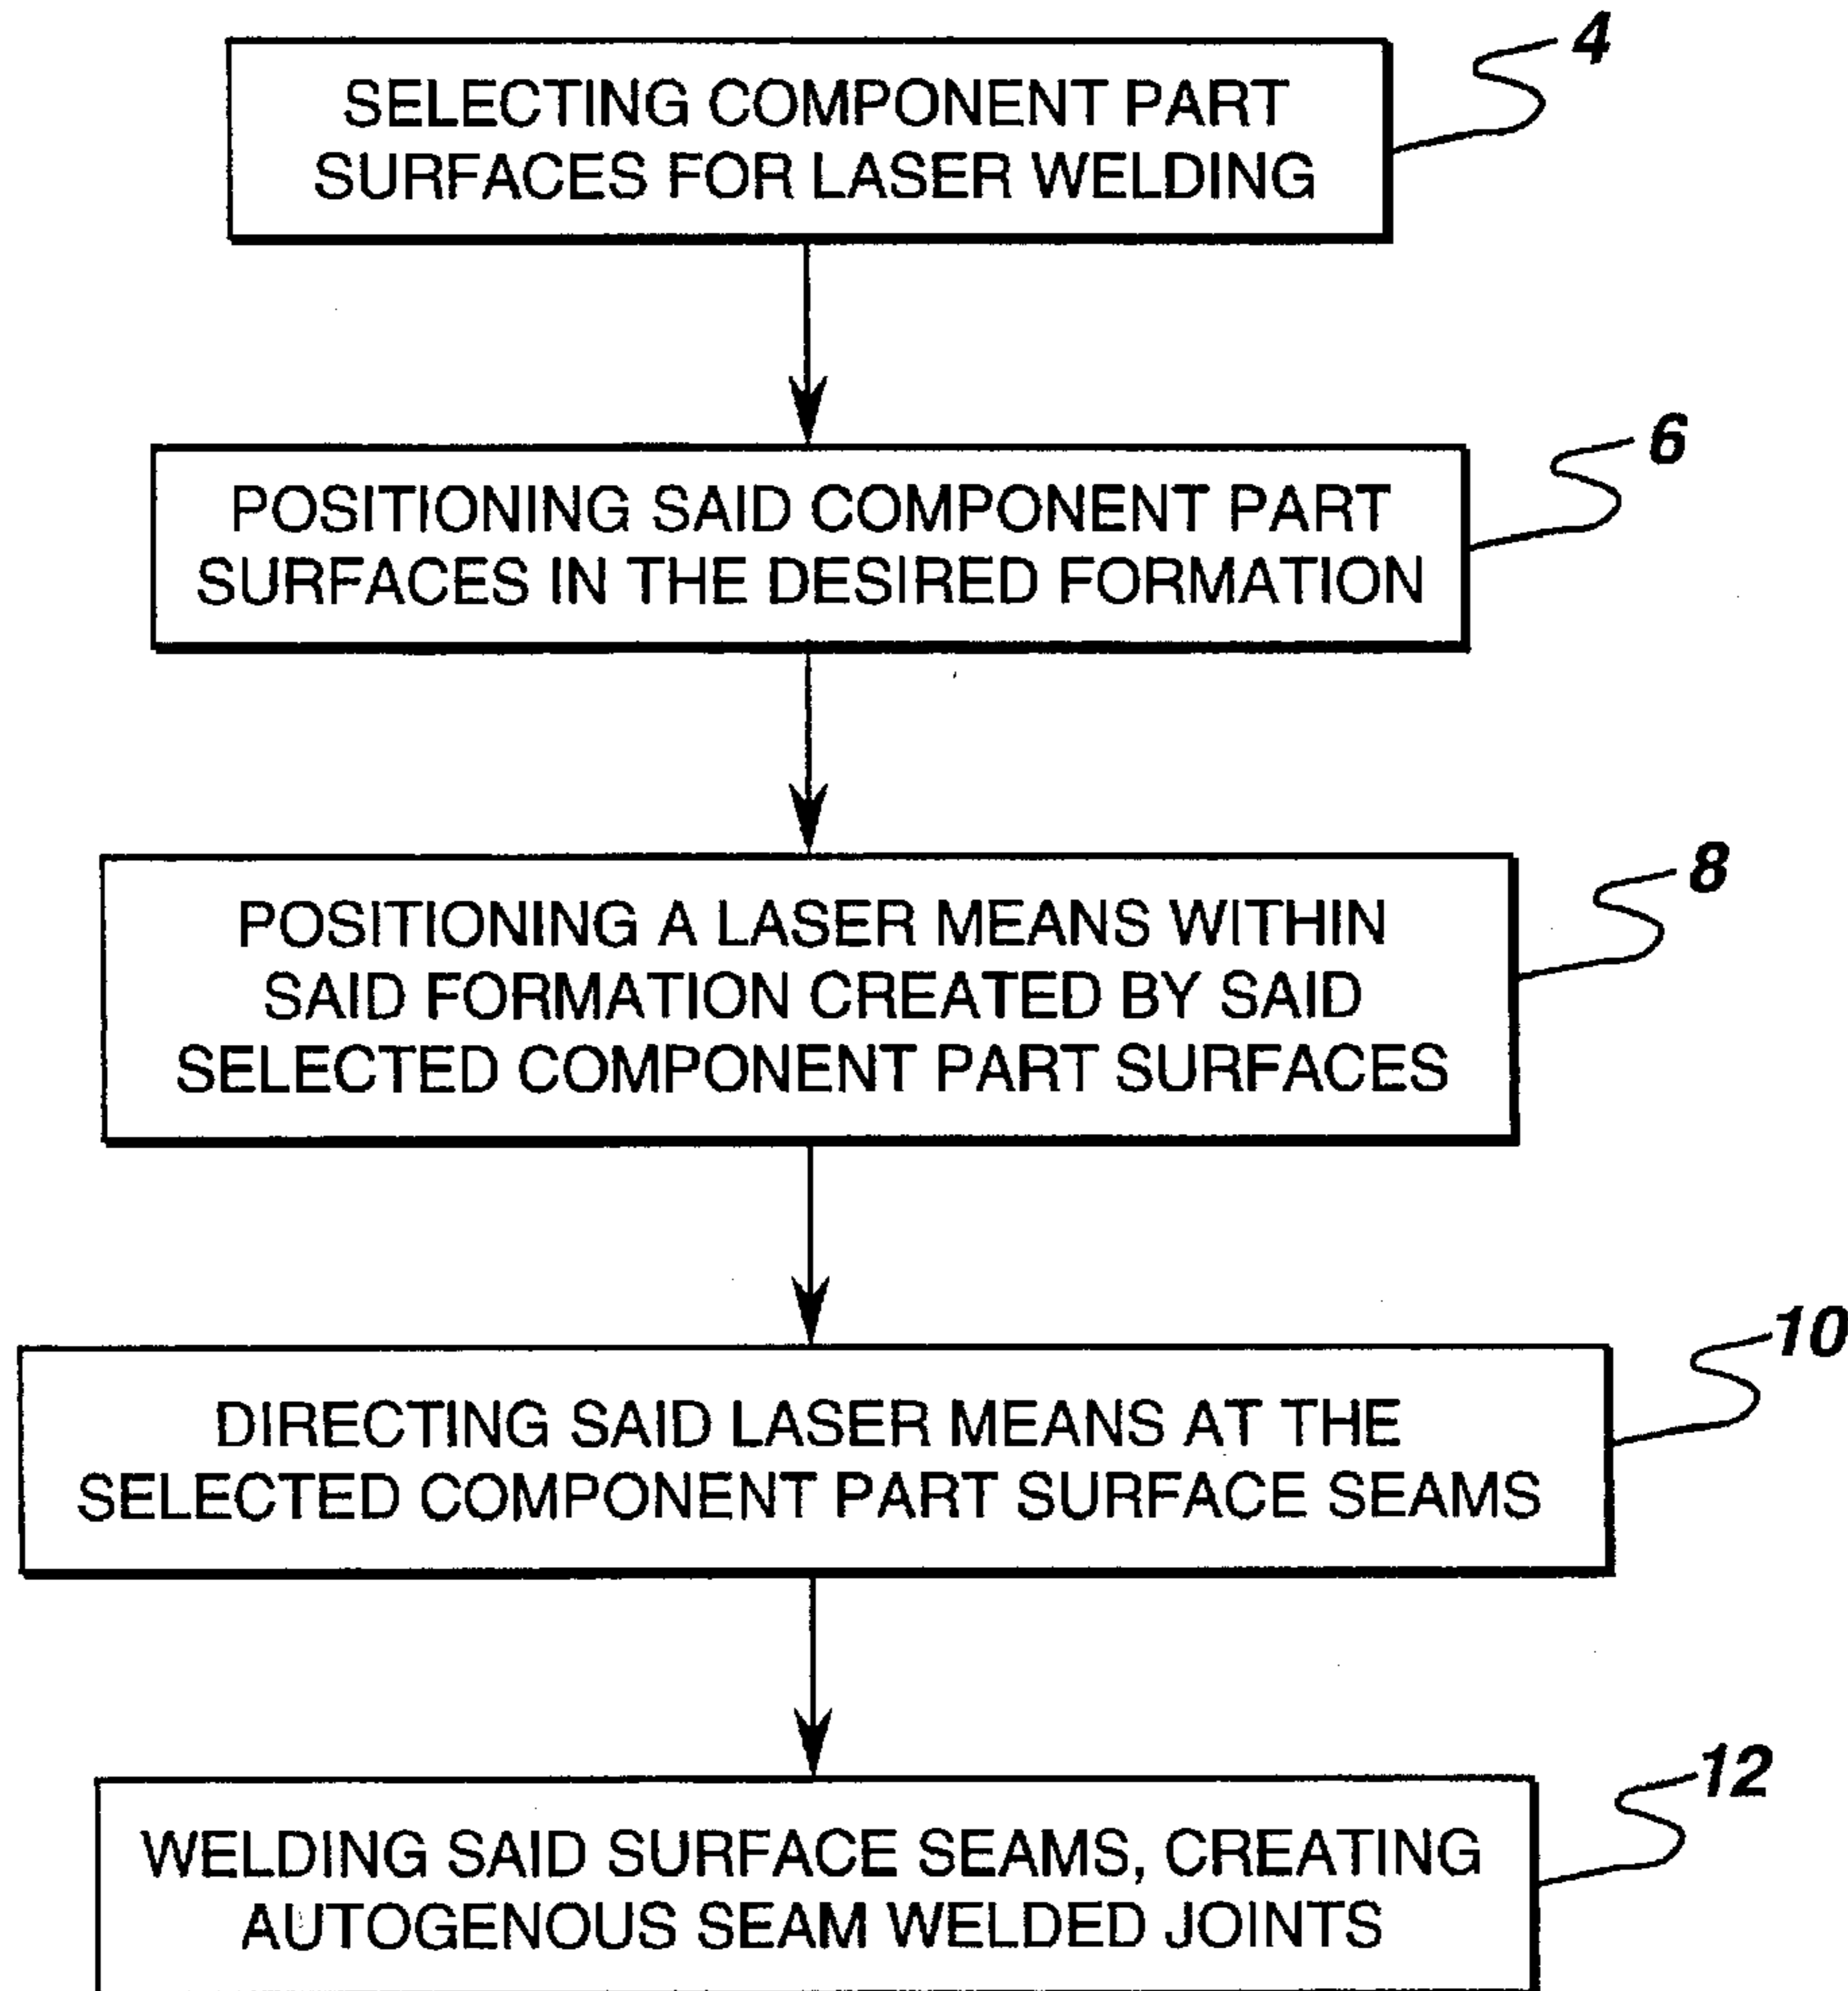 4
SELECTING COMPONENT PART
SURFACES FOR LASER WELDING
6
POSITIONING SAID COMPONENT PART
SURFACES IN THE DESIRED FORMATION
8
POSITIONING A LASER MEANS WITHIN
SAID FORMATION CREATED BY SAID
SELECTED COMPONENT PART SURFACES
10
DIRECTING SAID LASER MEANS AT THE
SELECTED COMPONENT PART SURFACE SEAMS
12
WELDING SAID SURFACE SEAMS, CREATING
AUTOGENOUS SEAM WELDED JOINTS